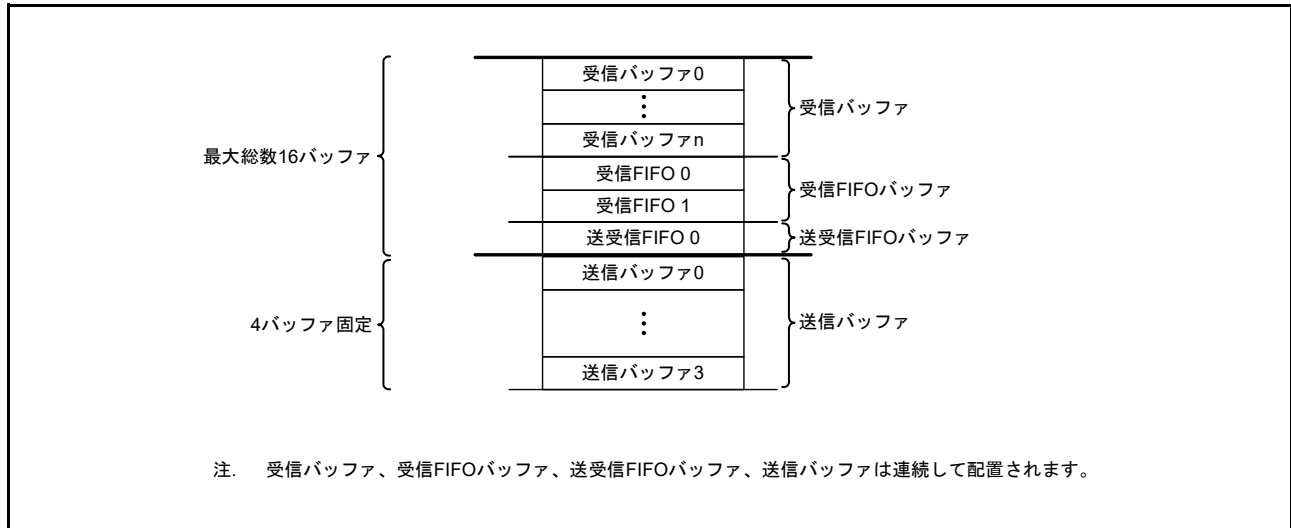 受信バッファ0
受信バッファ
受信バッファn
最大総数16バッファ
受信FIFO 0
受信FIFOバッファ
受信FIFO 1
送受信FIFO 0
送受信FIFOバッファ
送信バッファ0
4バッファ固定
送信バッファ
送信バッファ3
注. 受信バッファ、受信FIFOバッファ、送受信FIFOバッファ、送信バッファは連続して配置されます。